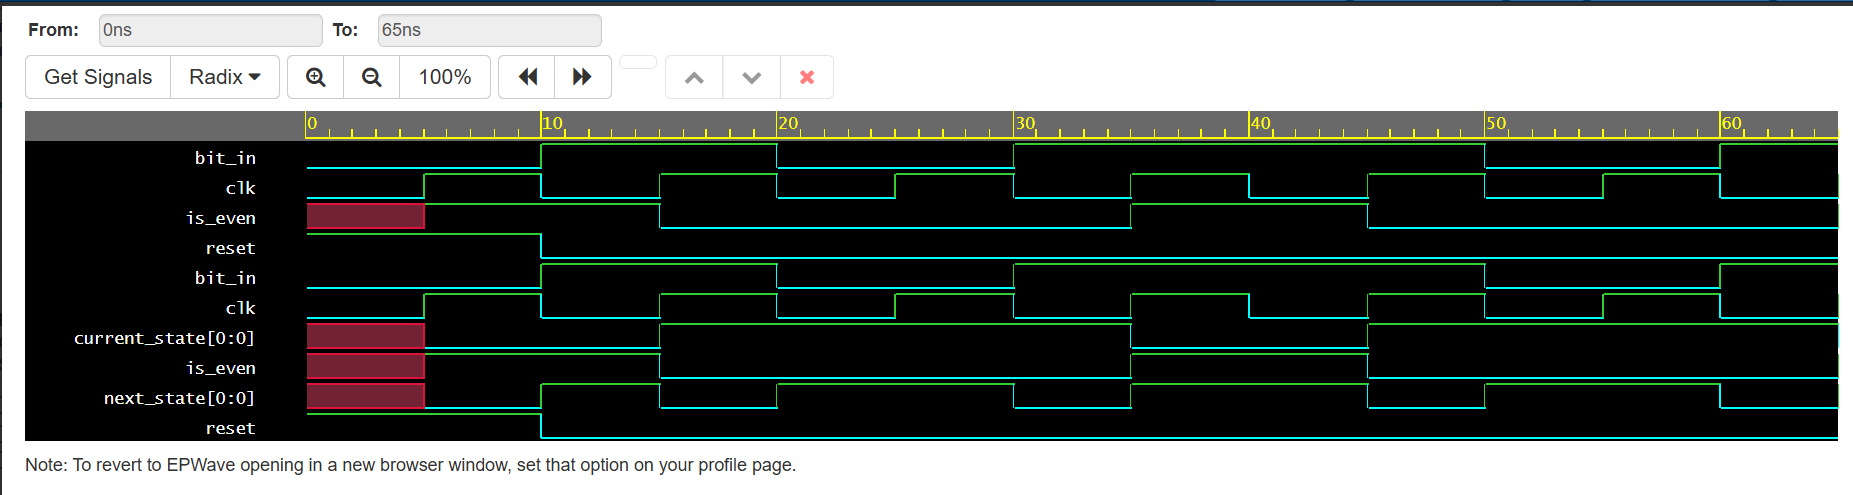 From: 0ns To: 65ns
Get Signals Radix 100%
0 10 20 30 40 50 60
bit_in
clk
is_even
reset
bit_in
clk
current_state[0:0]
is_even
next_state[0:0]
reset
Note: To revert to EPWave opening in a new browser window, set that option on your profile page.